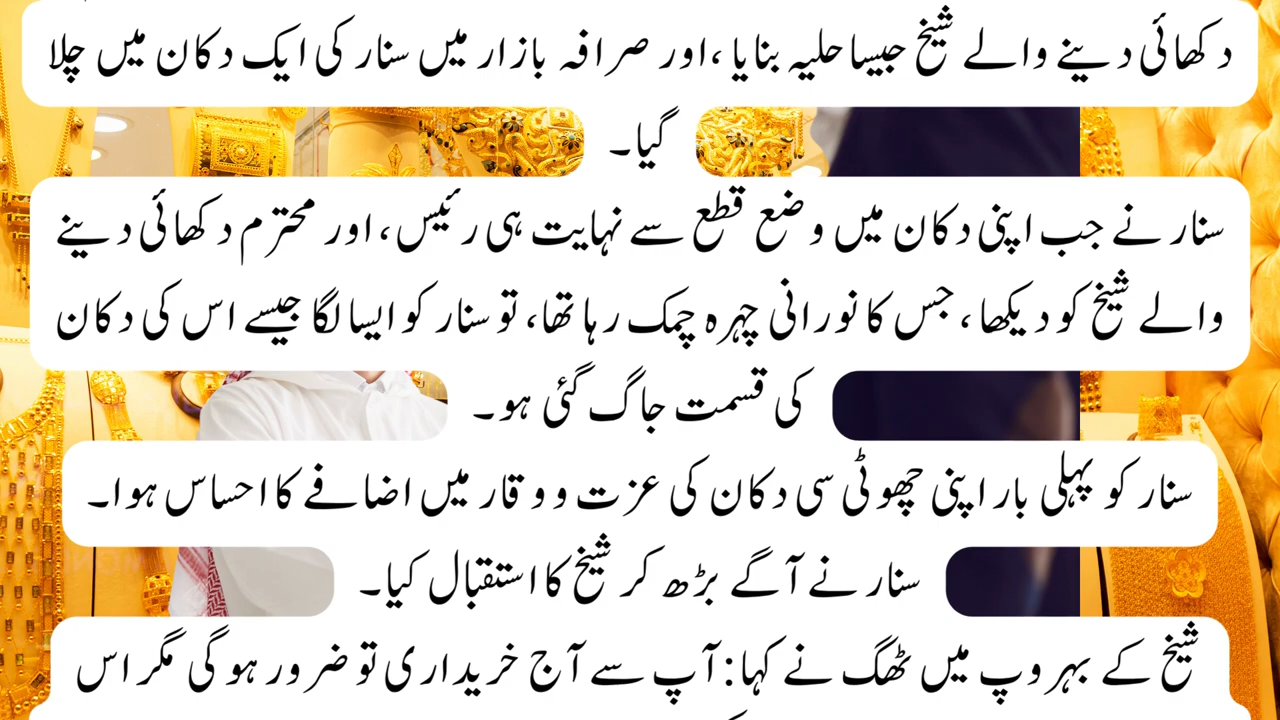 دکھائی دینے والے شیخ جیسا حلیہ بنایا ،اور صرافہ بازار میں سنار کی ایک دکان میں چلا
گیا۔
سنار نے جب اپنی دکان میں وضع قطع سے نہایت ہی رئیس، اور محترم دکھائی دینے
والے شیخ کو دیکھا، جس کا نورانی چہرہ چمک رہا تھا، تو سنار کو ایسا لگا جیسے اس کی دکان
کی قسمت جاگ گئی ہو۔
سنار کو پہلی بار اپنی چھوٹی سی دکان کی عزت و وقار میں اضافے کا احساس ہوا۔
سنار نے آگے بڑھ کر شیخ کا استقبال کیا۔
شیخ کے بہروپ میں ٹھگ نے کہا: آپ سے آج خریداری تو ضرور ہو گی مگر اس